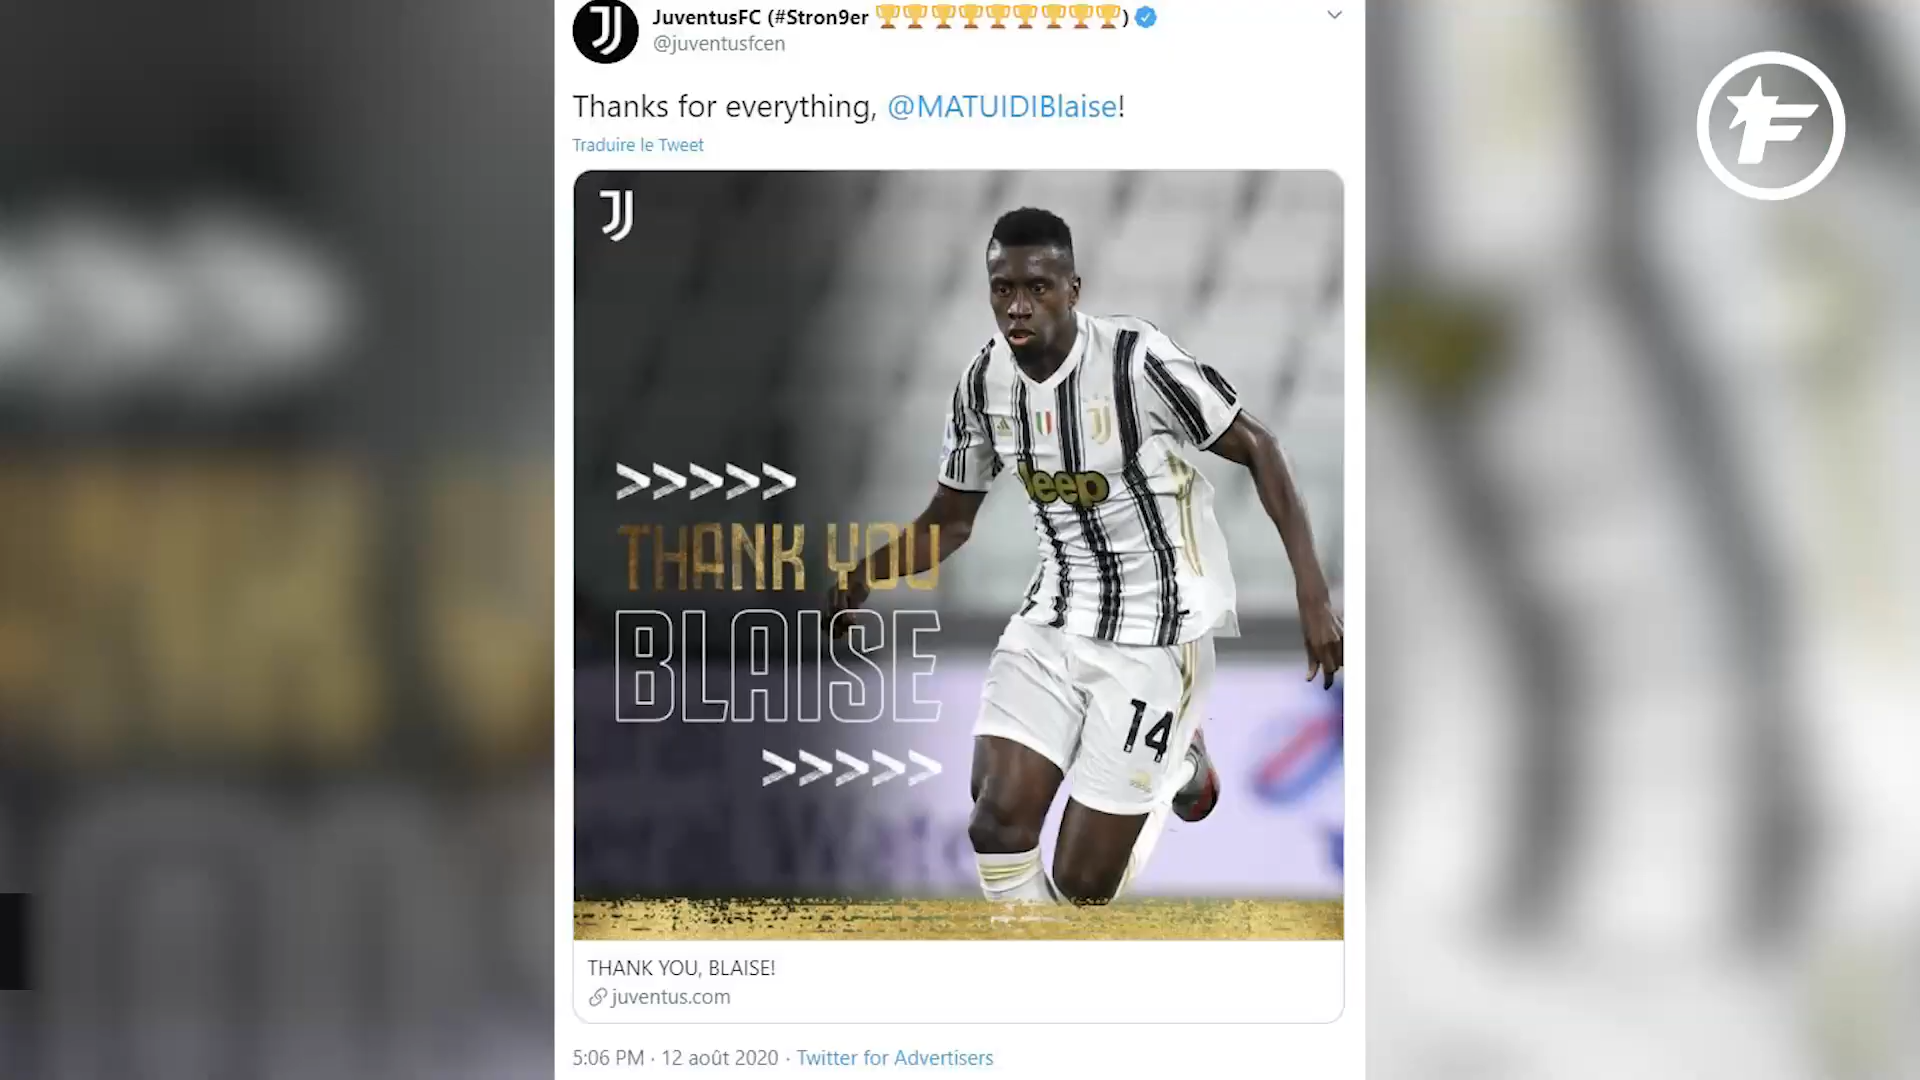 JuventusFC (#Stron9er 🏆🏆🏆🏆🏆🏆🏆🏆🏆)
@juventusfcen
Thanks for everything, @MATUIDIBlaise!
Traduire le Tweet
>>>>>
THANK YOU
BLAISE
>>>>>
Jeep
14
THANK YOU, BLAISE!
juventus.com
5:06 PM · 12 août 2020 · Twitter for Advertisers